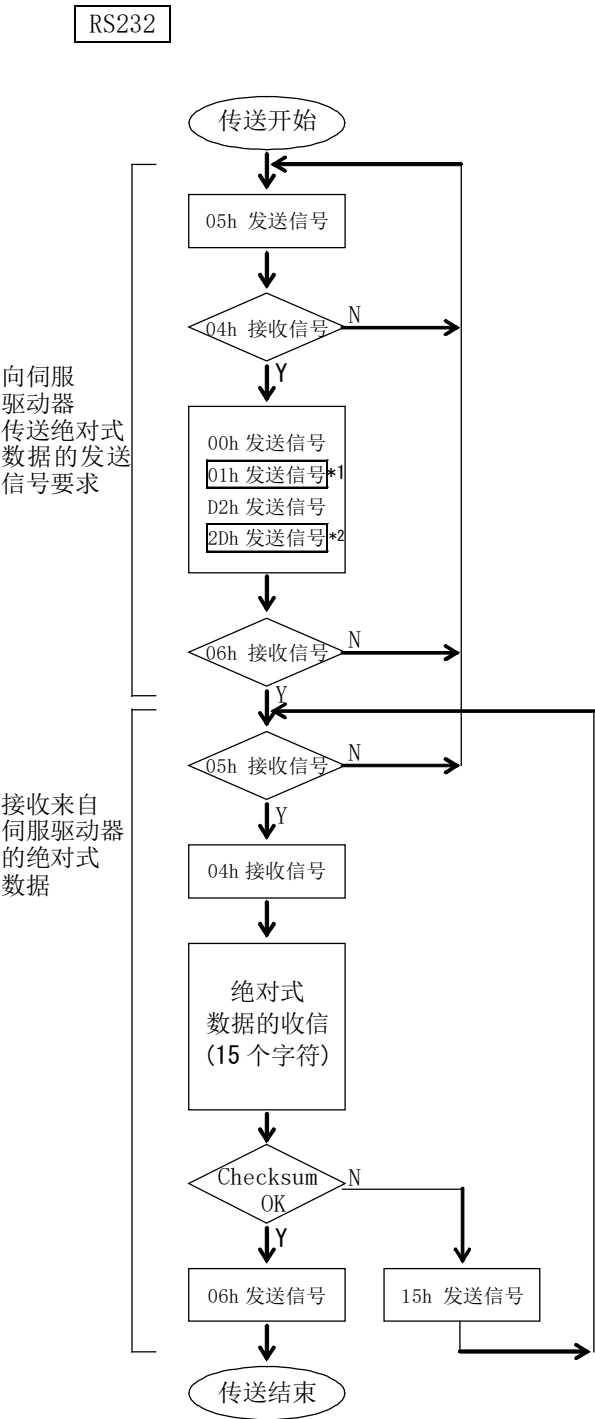 RS232
传送开始
05h 发送信号
04h 接收信号
N
Y
向伺服
驱动器
传送绝对式
数据的发送
信号要求
00h 发送信号
01h 发送信号*1
D2h 发送信号
2Dh 发送信号*2
06h 接收信号
N
Y
05h 接收信号
N
Y
接收来自
伺服驱动器
的绝对式
数据
04h 接收信号
绝对式
数据的收信
(15 个字符)
Checksum
OK
N
Y
06h 发送信号
15h 发送信号
传送结束